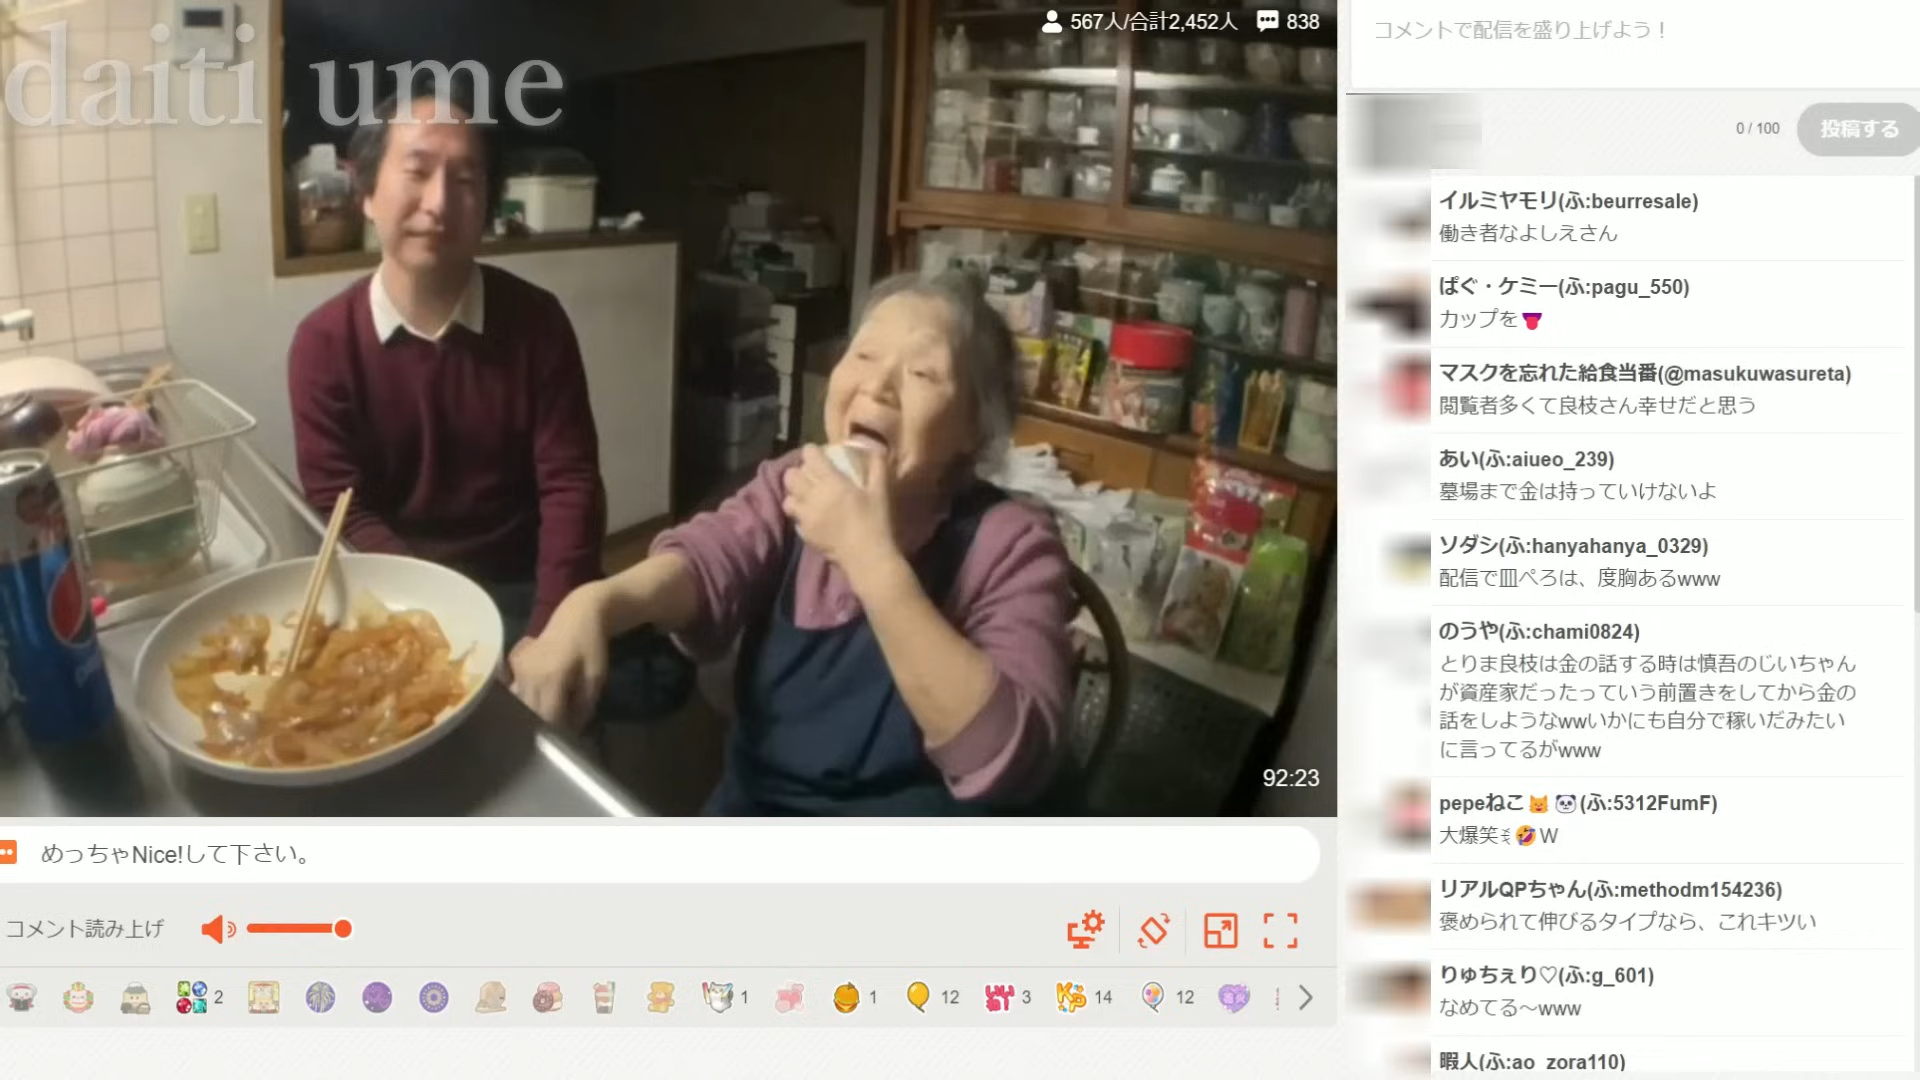 daiti ume
567人/合計2,452人 838
92:23
めっちゃNice!して下さい。
コメント読み上げ
2
1
1
12
3
14
12
コメントで配信を盛り上げよう！
0 / 100
投稿する
イルミヤモリ(ふ:beurresale)
働き者なよしえさん
ぱぐ・ケミー(ふ:pagu_550)
カップを👅
マスクを忘れた給食当番(@masukuwasureta)
閲覧者多くて良枝さん幸せだと思う
あい(ふ:aiueo_239)
墓場まで金は持っていけないよ
ソダシ(ふ:hanyahanya_0329)
配信で皿ぺろは、度胸あるwww
のうや(ふ:chami0824)
とりま良枝は金の話する時は慎吾のじいちゃん
が資産家だったっていう前置きをしてから金の
話をしようなwwいかにも自分で稼いだみたい
に言ってるがwww
pepeねこ🐱🐼(ふ:5312FumF)
大爆笑ﾐ🤣W
リアルQPちゃん(ふ:methodm154236)
褒められて伸びるタイプなら、これキツい
りゅちぇり♡(ふ:g_601)
なめてる〜www
暇人(ふ:ao_zora110)